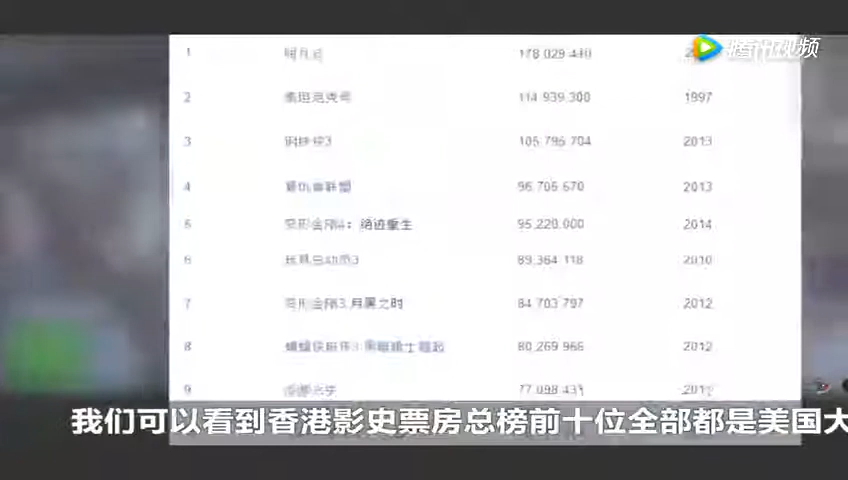 腾讯视频
1 阿凡达 178 029 430
2 泰坦尼克号 114 939 300 1997
3 钢铁侠3 105 795 704 2013
4 复仇者联盟 96 705 670 2013
5 变形金刚4：绝迹重生 95 220 000 2014
6 玩具总动员3 89 364 118 2010
7 变形金刚3 月黑之时 84 703 797 2012
8 蝙蝠侠前传3 黑暗骑士崛起 80 269 966 2012
9 77 098 431
我们可以看到香港影史票房总榜前十位全部都是美国大